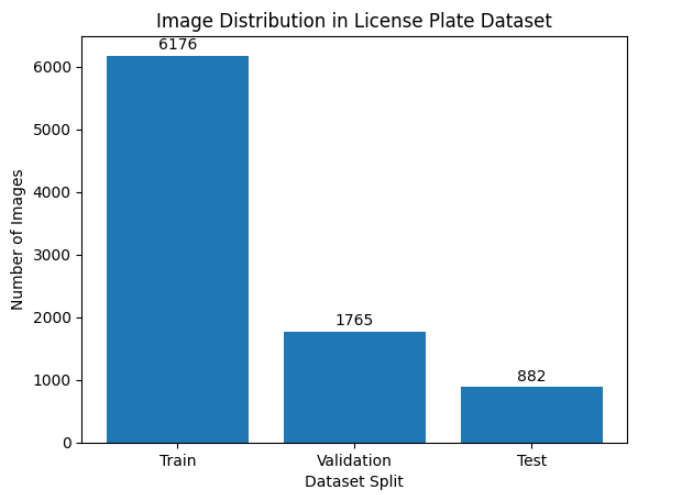 Image Distribution in License Plate Dataset
6176
1765
882
6000
5000
4000
3000
2000
1000
0
Number of Images
Train Validation Test
Dataset Split